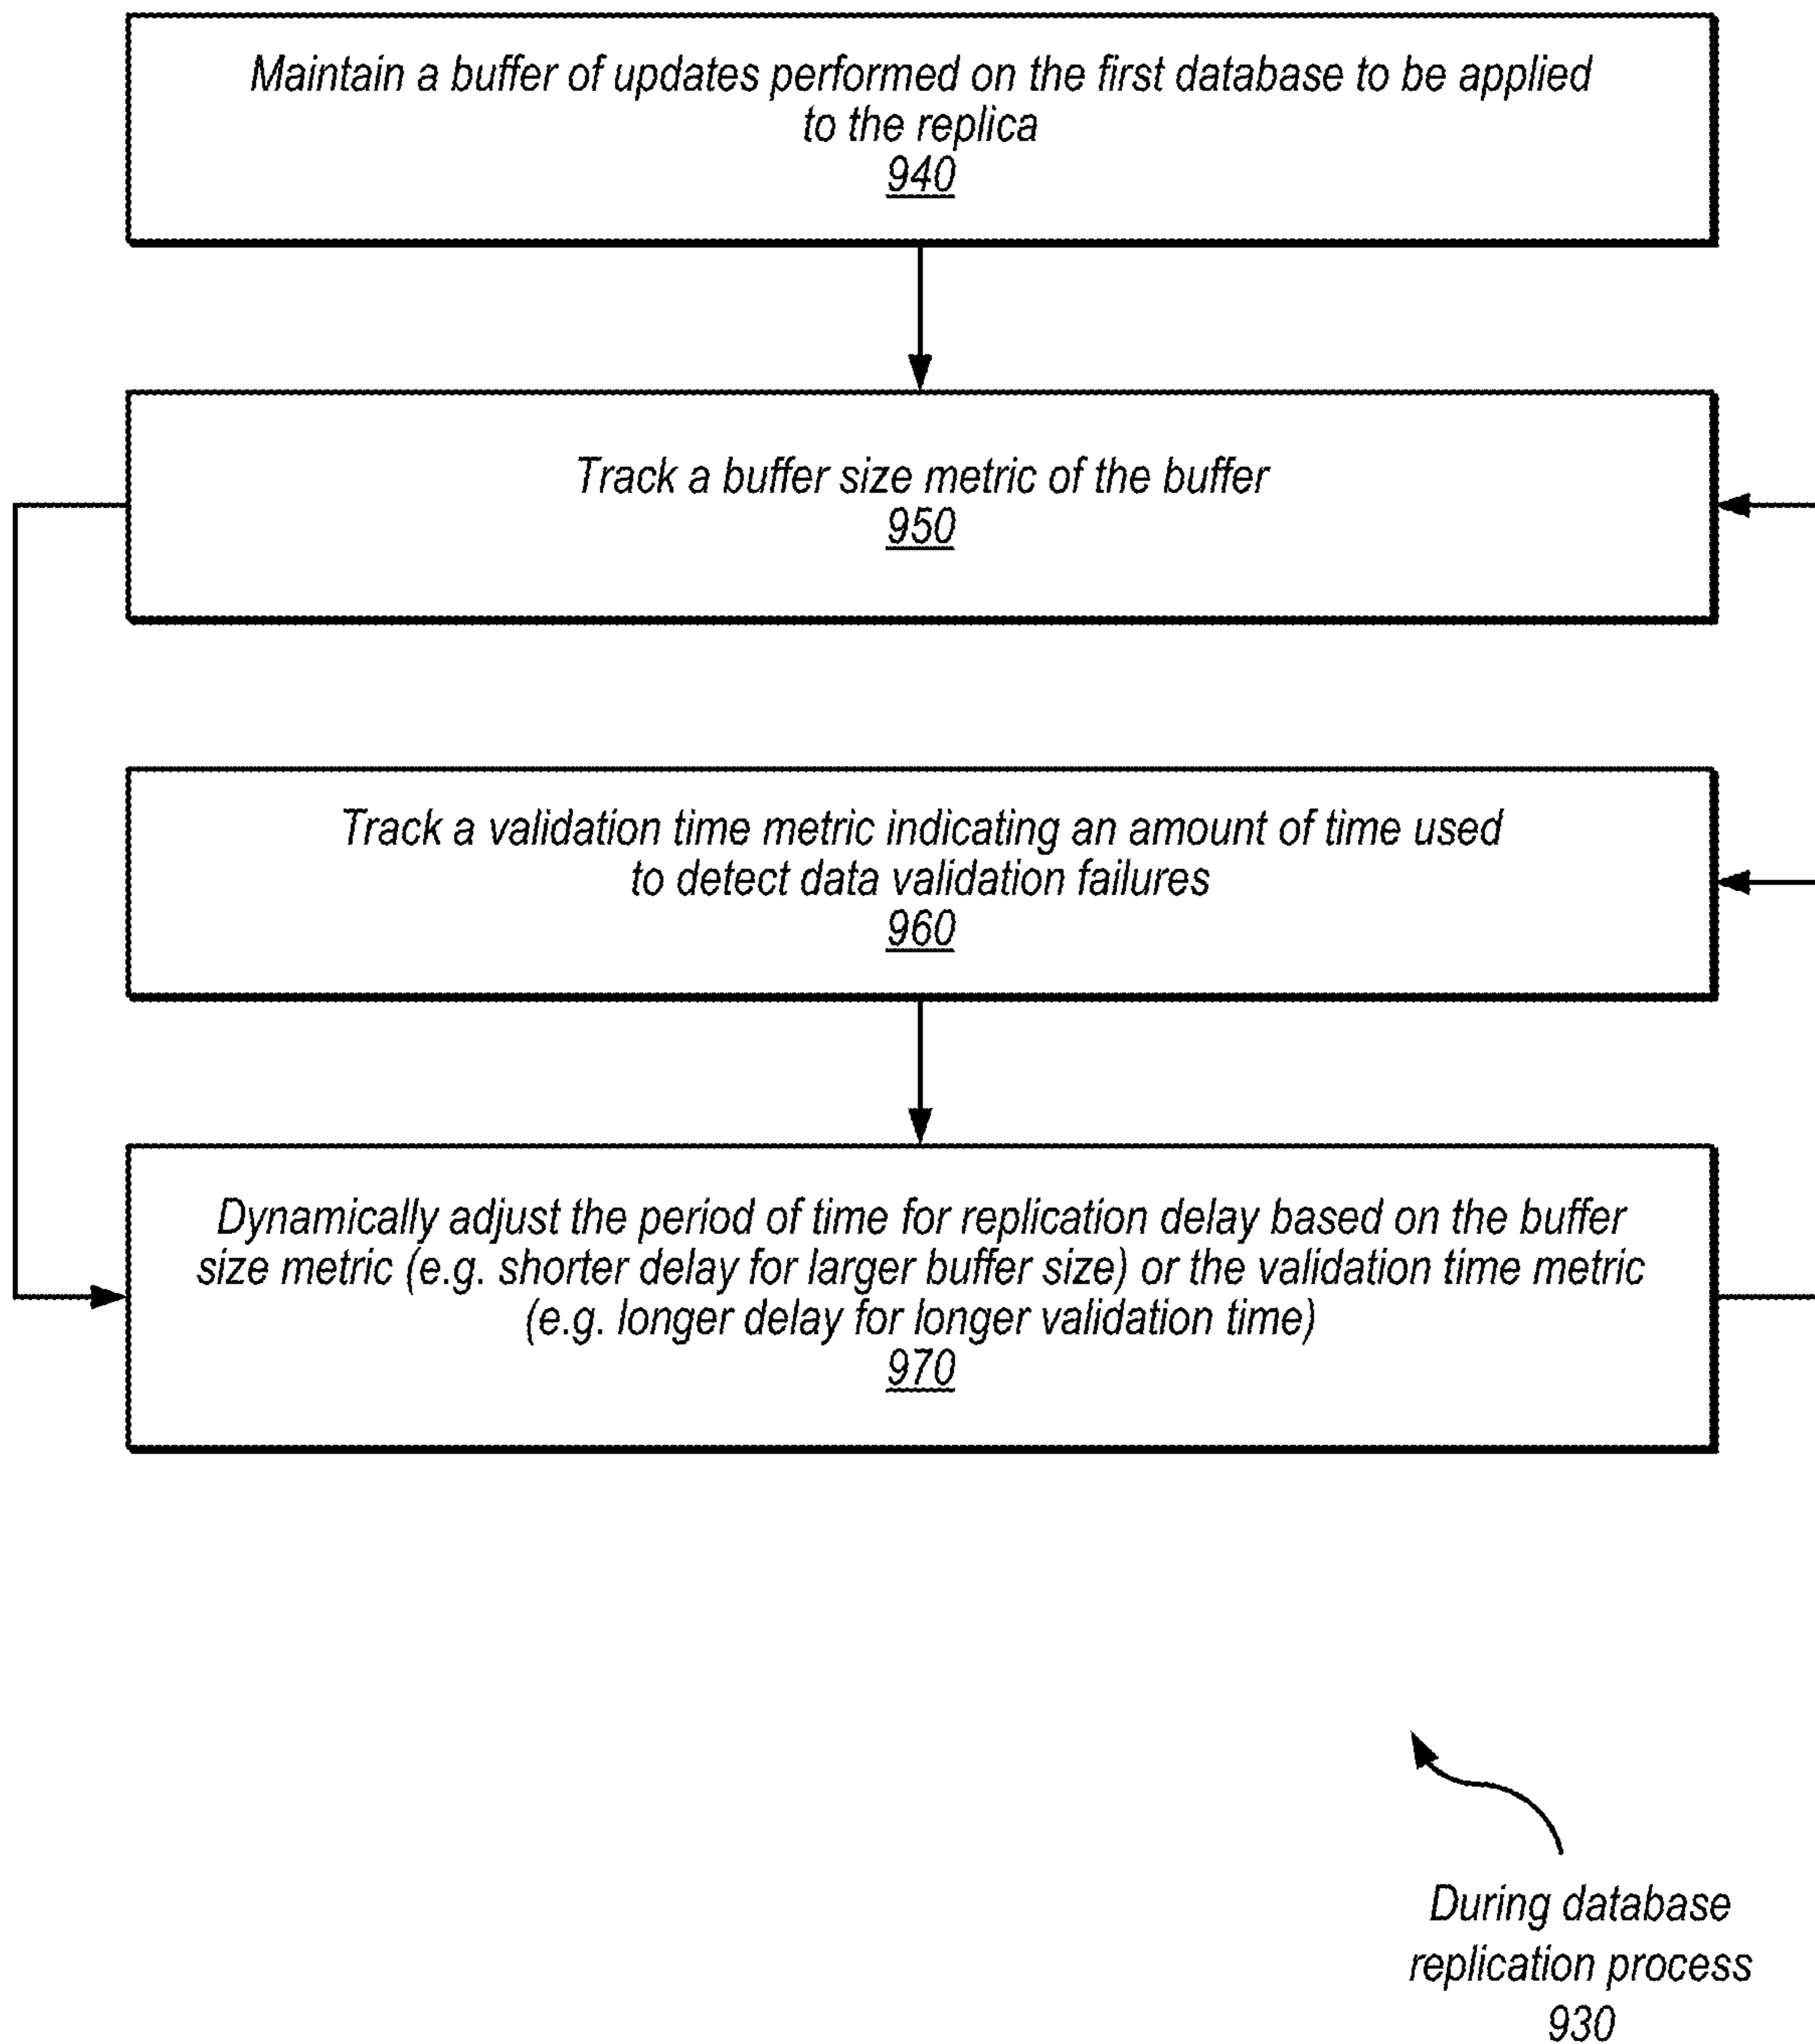 Maintain a buffer of updates performed on the first database to be applied
to the replica
940
Track a buffer size metric of the buffer
950
Track a validation time metric indicating an amount of time used
to detect data validation failures
960
Dynamically adjust the period of time for replication delay based on the buffer
size metric (e.g. shorter delay for larger buffer size) or the validation time metric
(e.g. longer delay for longer validation time)
970
During database
replication process
930